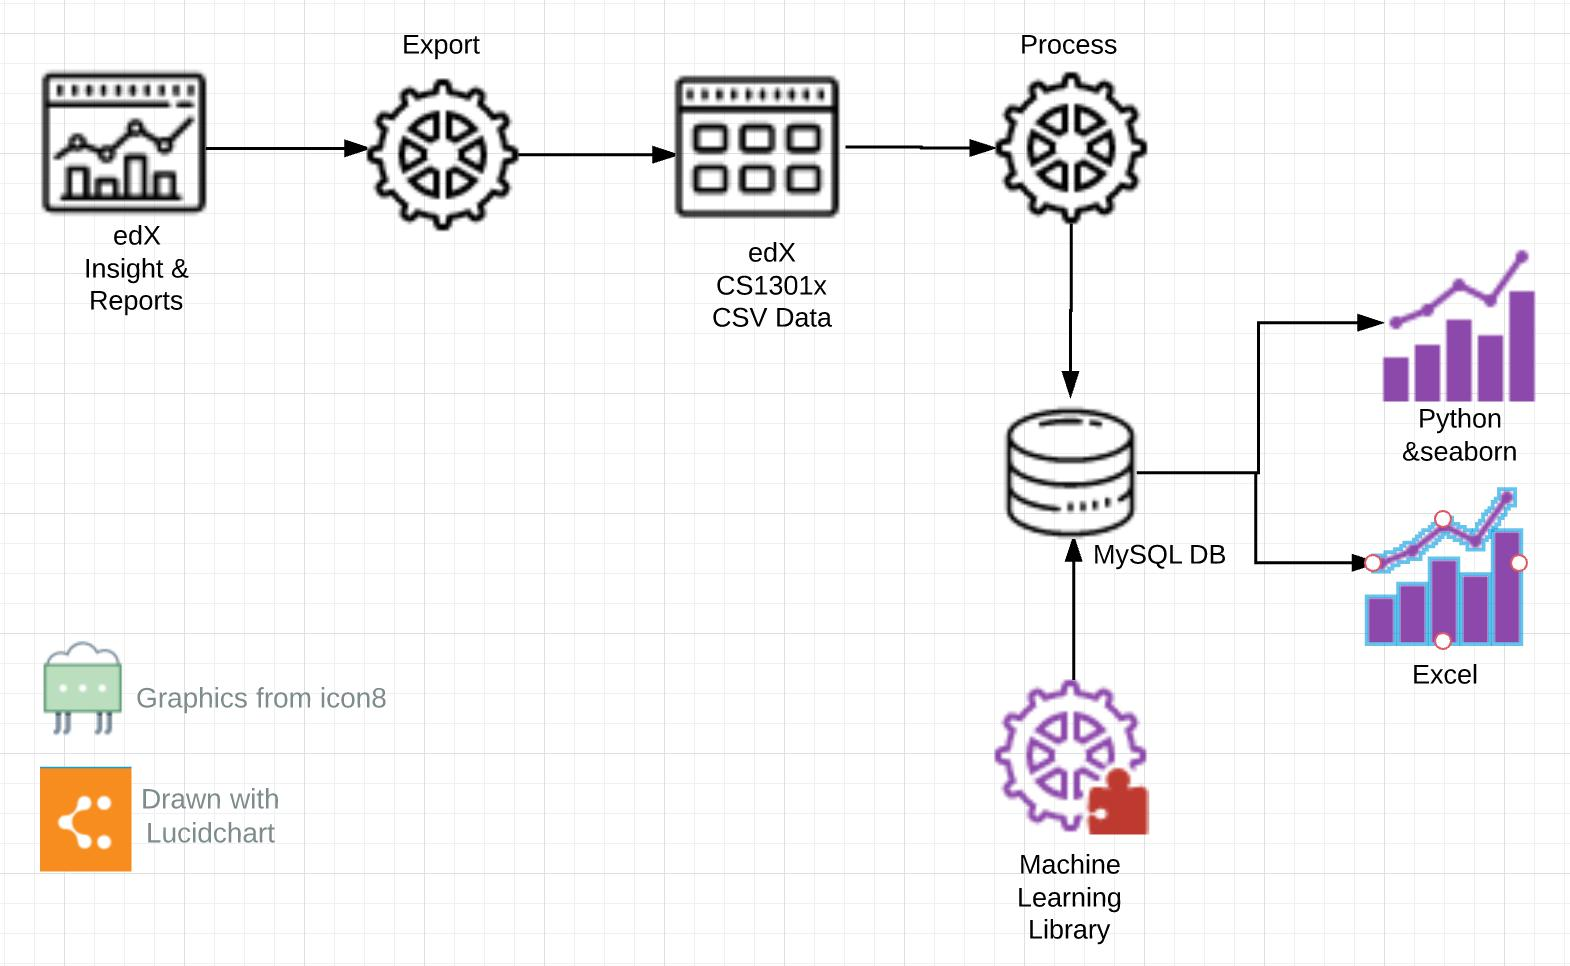 Export
Process
edX
Insight &
Reports
edX
CS1301x
CSV Data
Python
&seaborn
MySQL DB
Excel
Graphics from icon8
Drawn with
Lucidchart
Machine
Learning
Library